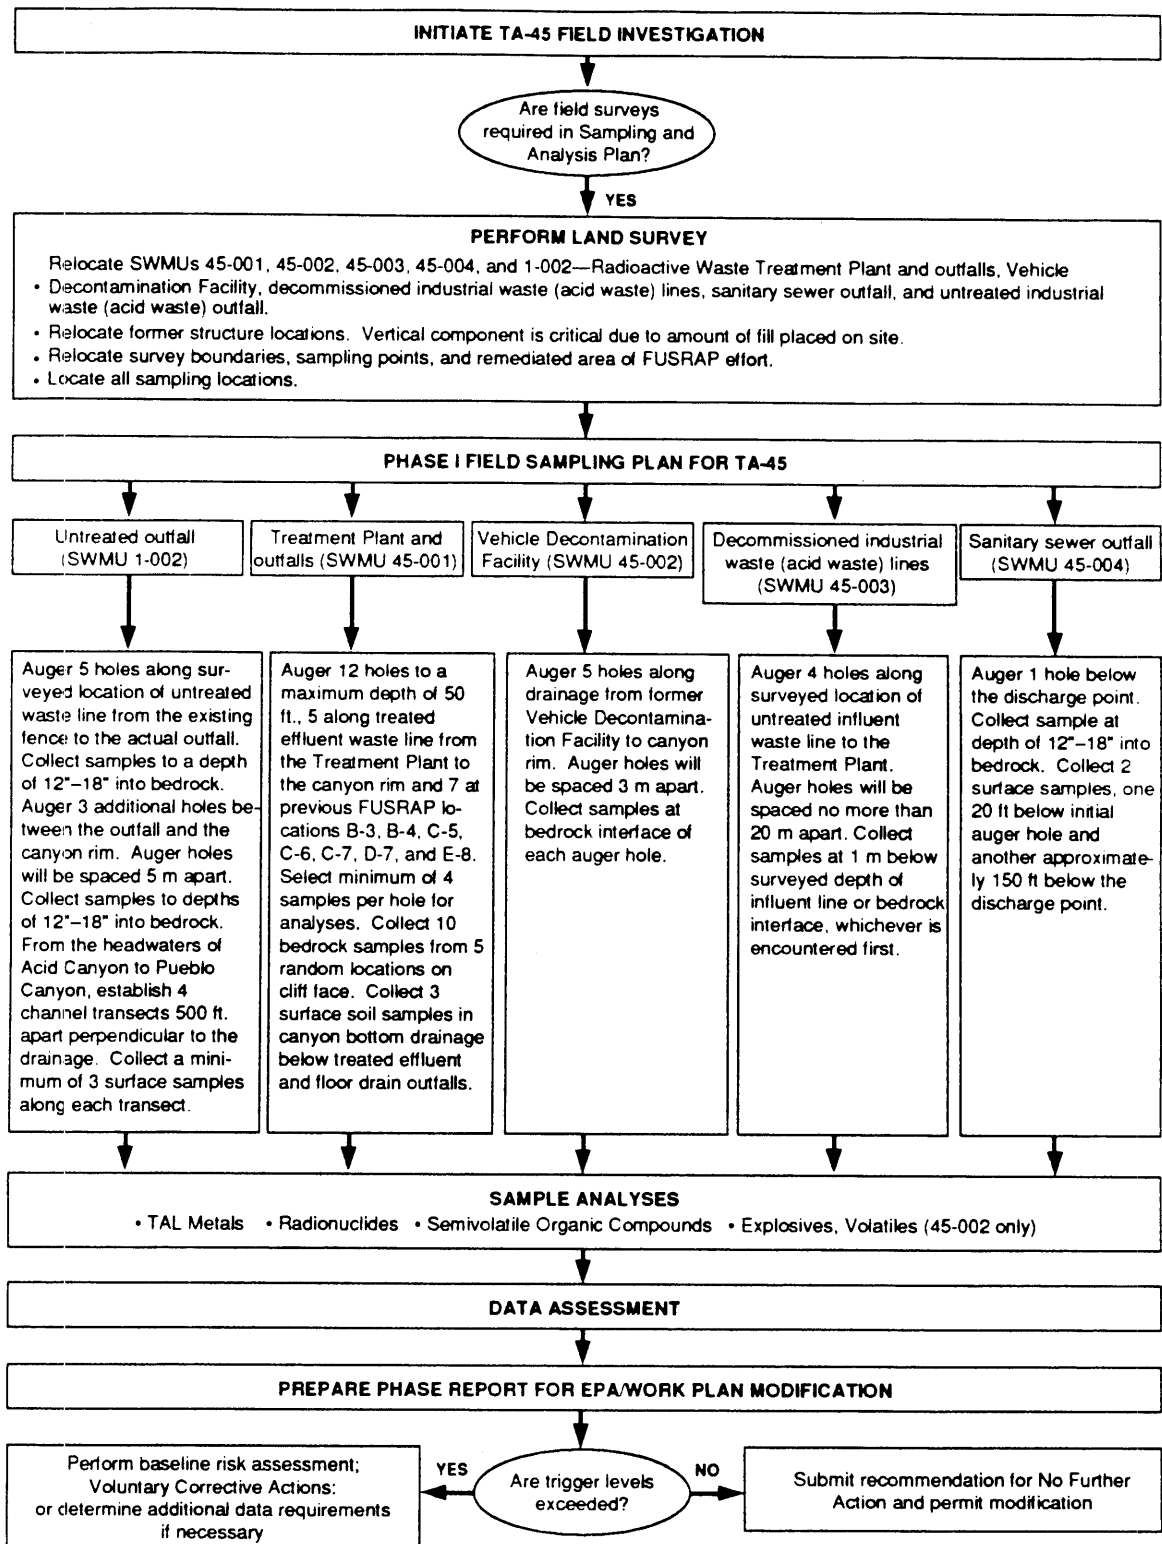 INITIATE TA-45 FIELD INVESTIGATION
Are field surveys
required in Sampling and
Analysis Plan?
YES
PERFORM LAND SURVEY
Relocate SWMUs 45-001, 45-002, 45-003, 45-004, and 1-002—Radioactive Waste Treatment Plant and outfalls, Vehicle
• Decontamination Facility, decommissioned industrial waste (acid waste) lines, sanitary sewer outfall, and untreated industrial
waste (acid waste) outfall.
• Relocate former structure locations. Vertical component is critical due to amount of fill placed on site.
• Relocate survey boundaries, sampling points, and remediated area of FUSRAP effort.
• Locate all sampling locations.
PHASE I FIELD SAMPLING PLAN FOR TA-45
Untreated outfall
(SWMU 1-002)
Treatment Plant and
outfalls (SWMU 45-001)
Vehicle Decontamination
Facility (SWMU 45-002)
Decommissioned industrial
waste (acid waste) lines
(SWMU 45-003)
Sanitary sewer outfall
(SWMU 45-004)
Auger 5 holes along sur-
veyed location of untreated
waste line from the existing
fence to the actual outfall.
Collect samples to a depth
of 12"–18" into bedrock.
Auger 3 additional holes be-
tween the outfall and the
canyon rim. Auger holes
will be spaced 5 m apart.
Collect samples to depths
of 12"–18" into bedrock.
From the headwaters of
Acid Canyon to Pueblo
Canyon, establish 4
channel transects 500 ft.
apart perpendicular to the
drainage. Collect a mini-
mum of 3 surface samples
along each transect.
Auger 12 holes to a
maximum depth of 50
ft., 5 along treated
effluent waste line from
the Treatment Plant to
the canyon rim and 7 at
previous FUSRAP lo-
cations B-3, B-4, C-5,
C-6, C-7, D-7, and E-8.
Select minimum of 4
samples per hole for
analyses. Collect 10
bedrock samples from 5
random locations on
cliff face. Collect 3
surface soil samples in
canyon bottom drainage
below treated effluent
and floor drain outfalls.
Auger 5 holes along
drainage from former
Vehicle Decontamina-
tion Facility to canyon
rim. Auger holes will
be spaced 3 m apart.
Collect samples at
bedrock interface of
each auger hole.
Auger 4 holes along
surveyed location of
untreated influent
waste line to the
Treatment Plant.
Auger holes will be
spaced no more than
20 m apart. Collect
samples at 1 m below
surveyed depth of
influent line or bedrock
interface, whichever is
encountered first.
Auger 1 hole below
the discharge point.
Collect sample at
depth of 12"–18" into
bedrock. Collect 2
surface samples, one
20 ft below initial
auger hole and
another approximate-
ly 150 ft below the
discharge point.
SAMPLE ANALYSES
• TAL Metals • Radionuclides • Semivolatile Organic Compounds • Explosives, Volatiles (45-002 only)
DATA ASSESSMENT
PREPARE PHASE REPORT FOR EPA/WORK PLAN MODIFICATION
Perform baseline risk assessment;
Voluntary Corrective Actions:
or determine additional data requirements
if necessary
YES
Are trigger levels
exceeded?
NO
Submit recommendation for No Further
Action and permit modification